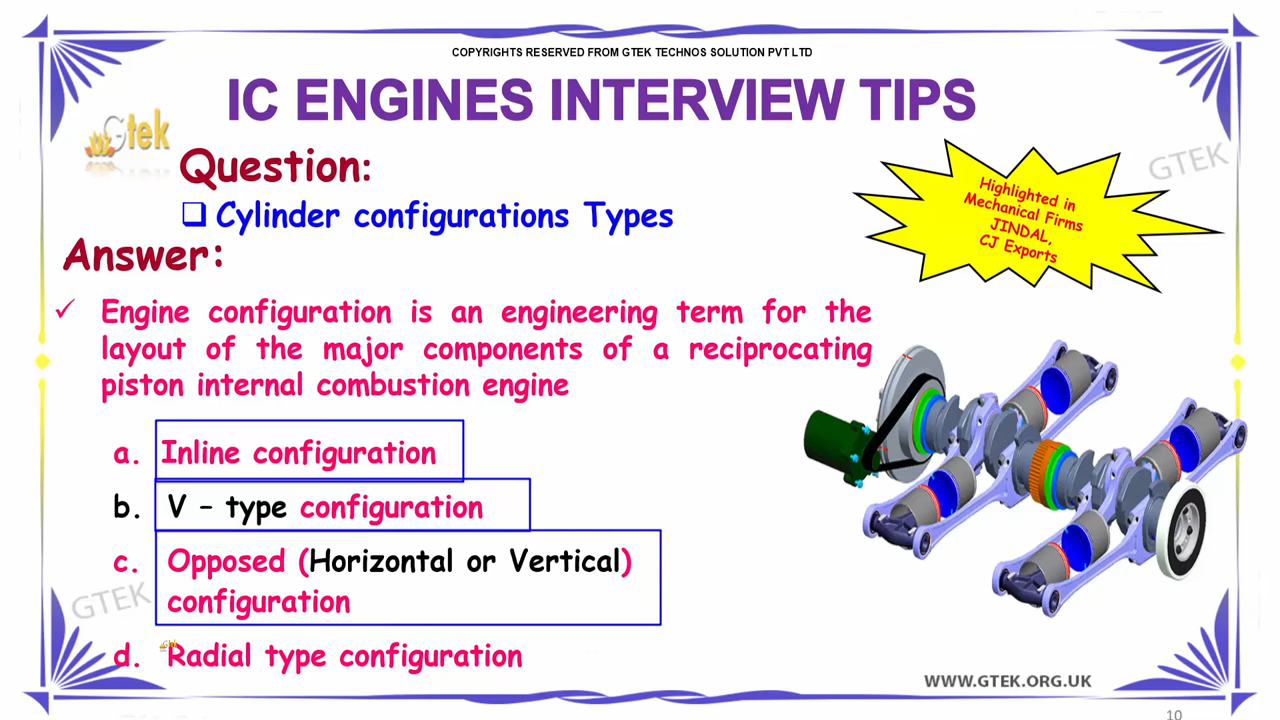 COPYRIGHTS RESERVED FROM GTEK TECHNOS SOLUTION PVT LTD
IC ENGINES INTERVIEW TIPS
Gtek
GTEK
Question:
❑ Cylinder configurations Types
Highlighted in
Mechanical Firms
JINDAL,
CJ Exports
Answer:
✓ Engine configuration is an engineering term for the
layout of the major components of a reciprocating
piston internal combustion engine
a. Inline configuration
b. V – type configuration
c. Opposed (Horizontal or Vertical)
configuration
GTEK
d. Radial type configuration
WWW.GTEK.ORG.UK
10